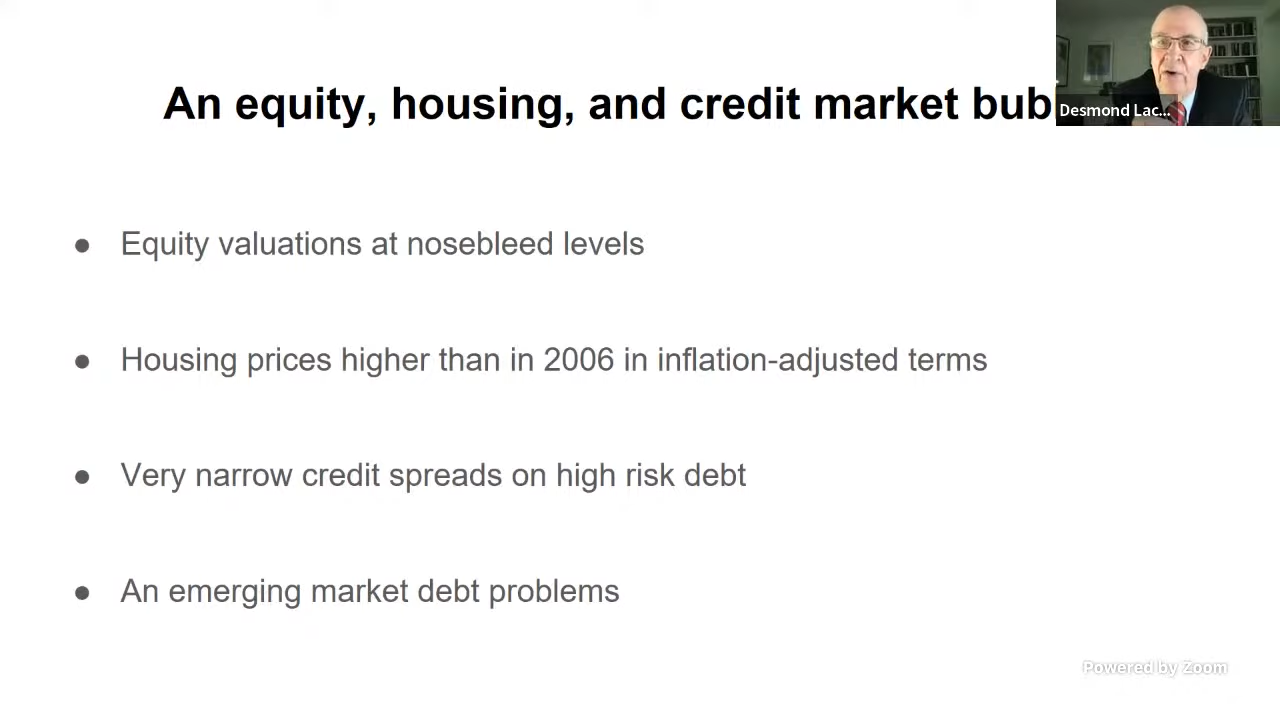 An equity, housing, and credit market bub
Desmond Lac...
● Equity valuations at nosebleed levels
● Housing prices higher than in 2006 in inflation-adjusted terms
● Very narrow credit spreads on high risk debt
● An emerging market debt problems
Powered by Zoom